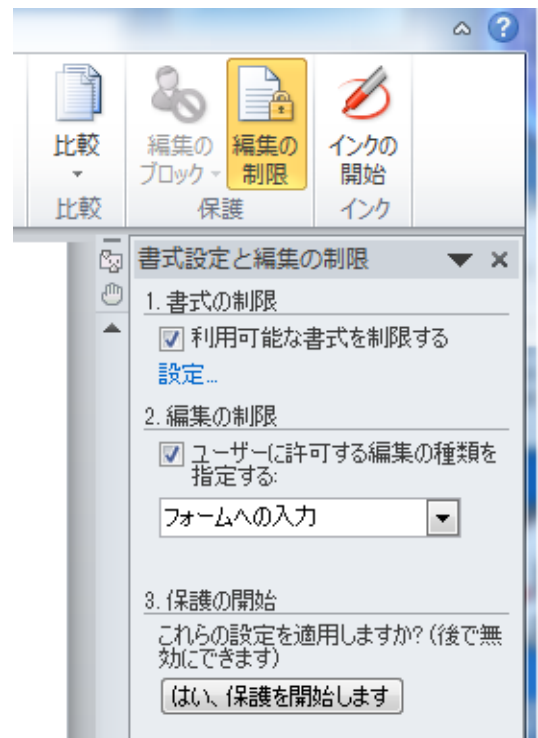 比較
編集の
ブロック
編集の
制限
インクの
開始
比較
保護
インク
書式設定と編集の制限
1. 書式の制限
利用可能な書式を制限する
設定...
2. 編集の制限
ユーザーに許可する編集の種類を
指定する:
フォームへの入力
3. 保護の開始
これらの設定を適用しますか? (後で無
効にできます)
はい、保護を開始します